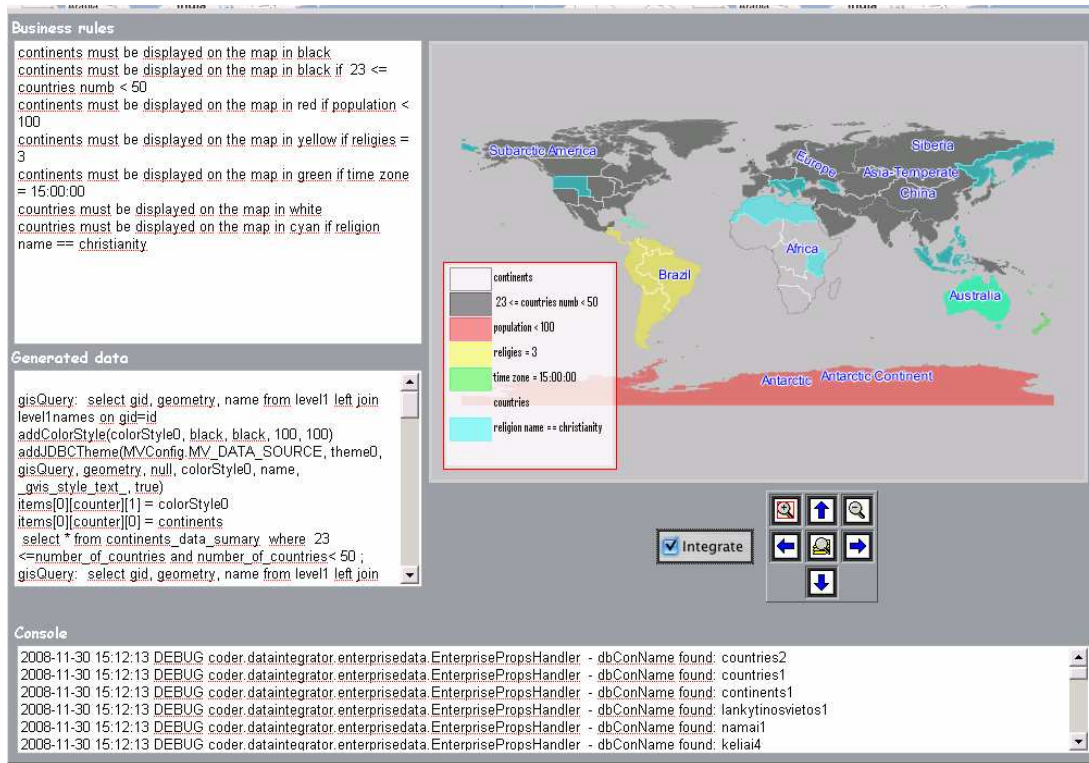 Arabia
India
Arabia
India
Business rules
continents must be displayed on the map in black
continents must be displayed on the map in black if  23 <=
countries numb < 50
continents must be displayed on the map in red if population <
100
continents must be displayed on the map in yellow if religies =
3
continents must be displayed on the map in green if time zone
= 15:00:00
countries must be displayed on the map in white
countries must be displayed on the map in cyan if religion
name == christianity
Subarctic America
Europe
Siberia
Asia-Temperate
China
Africa
Brazil
Australia
Antarctic
Antarctic Continent
continents
23 <= countries numb < 50
population < 100
religies = 3
time zone = 15:00:00
countries
religion name == christianity
Generated data
gisQuery:  select gid, geometry, name from level1 left join
level1names on gid=id
addColorStyle(colorStyle0, black, black, 100, 100)
addJDBCTheme(MVConfig.MV_DATA_SOURCE, theme0,
gisQuery, geometry, null, colorStyle0, name,
_gvis_style_text_, true)
items[0][counter][1] = colorStyle0
items[0][counter][0] = continents
select * from continents_data_sumary  where  23
<=number_of_countries and number_of_countries< 50 ;
gisQuery:  select gid, geometry, name from level1 left join
Integrate
Console
2008-11-30 15:12:13 DEBUG coder.dataintegrator.enterprisedata.EnterprisePropsHandler  - dbConName found: countries2
2008-11-30 15:12:13 DEBUG coder.dataintegrator.enterprisedata.EnterprisePropsHandler  - dbConName found: countries1
2008-11-30 15:12:13 DEBUG coder.dataintegrator.enterprisedata.EnterprisePropsHandler  - dbConName found: continents1
2008-11-30 15:12:13 DEBUG coder.dataintegrator.enterprisedata.EnterprisePropsHandler  - dbConName found: lankytinosvietos1
2008-11-30 15:12:13 DEBUG coder.dataintegrator.enterprisedata.EnterprisePropsHandler  - dbConName found: namai1
2008-11-30 15:12:13 DEBUG coder.dataintegrator.enterprisedata.EnterprisePropsHandler  - dbConName found: keliai4